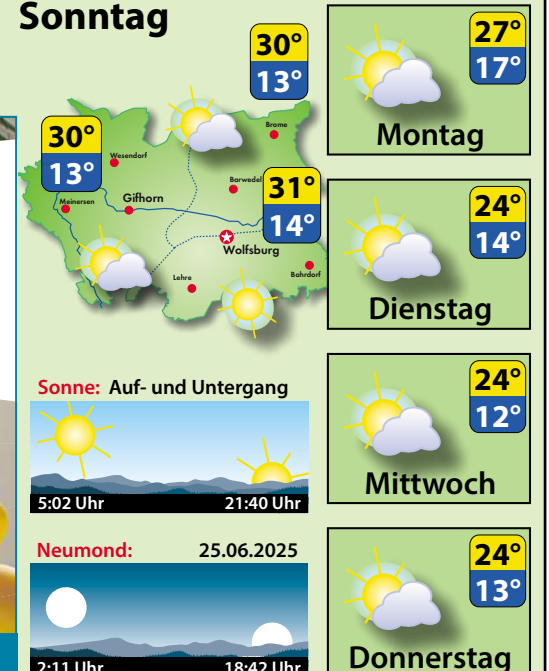 Sonntag
30°
13°
30°
13°
31°
14°
Brome
Wesendorf
Barwedel
Meinersen
Gifhorn
Wolfsburg
Lehre
Bahrdorf
Sonne: Auf- und Untergang
5:02 Uhr 21:40 Uhr
Neumond: 25.06.2025
2:11 Uhr 18:42 Uhr
27°
17°
Montag
24°
14°
Dienstag
24°
12°
Mittwoch
24°
13°
Donnerstag